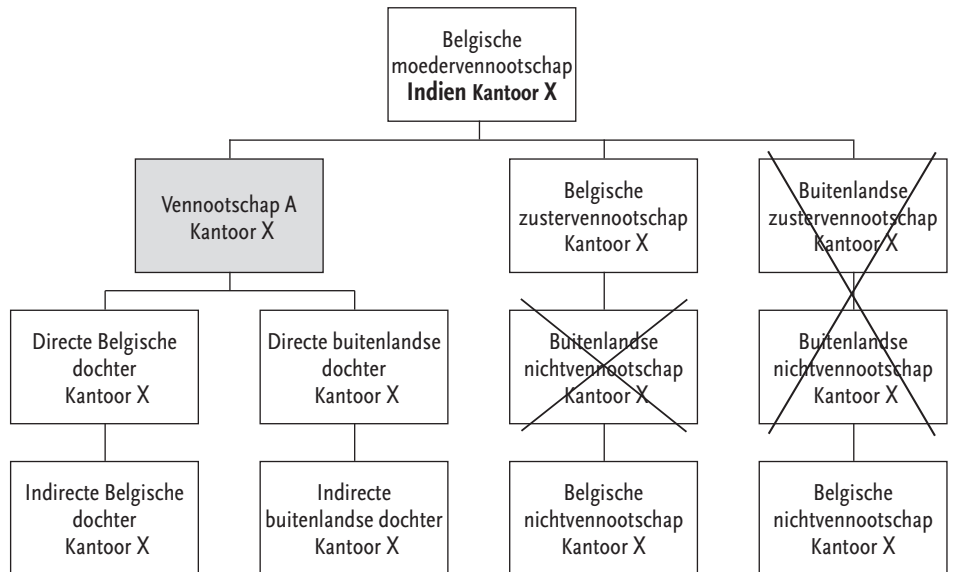 Belgische
moedervennootschap
Indien Kantoor X
Vennootschap A
Kantoor X
Belgische
zustervennootschap
Kantoor X
Buitenlandse
zustervennootschap
Kantoor X
Directe Belgische
dochter
Kantoor X
Directe buitenlandse
dochter
Kantoor X
Buitenlandse
nichtvennootschap
Kantoor X
Buitenlandse
nichtvennootschap
Kantoor X
Indirecte Belgische
dochter
Kantoor X
Indirecte
buitenlandse dochter
Kantoor X
Belgische
nichtvennootschap
Kantoor X
Belgische
nichtvennootschap
Kantoor X